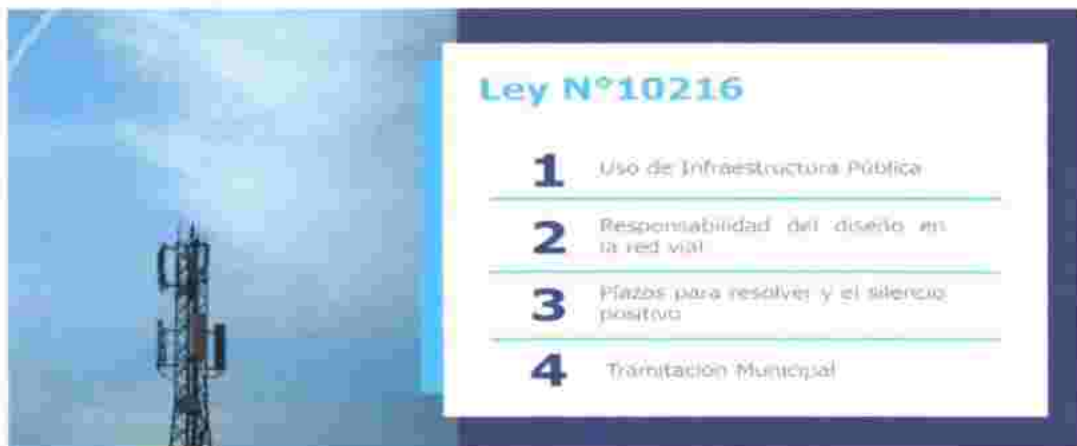 Ley N°10216
1 Uso de Infraestructura Pública
2 Responsabilidad del diseño en
la red vial
3 Plazos para resolver y el silencio
positivo
4 Tramitación Municipal